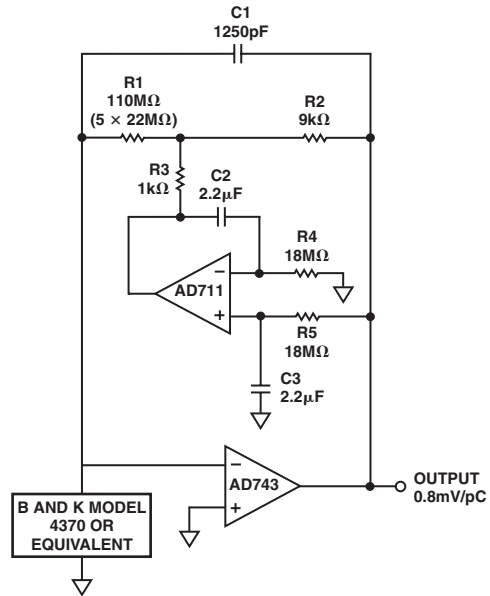 C1
1250pF
R1
110MΩ
(5 × 22MΩ)
R2
9kΩ
R3
1kΩ
C2
2.2μF
R4
18MΩ
–
AD711
+
R5
18MΩ
C3
2.2μF
–
AD743
+
OUTPUT
0.8mV/pC
B AND K MODEL
4370 OR
EQUIVALENT